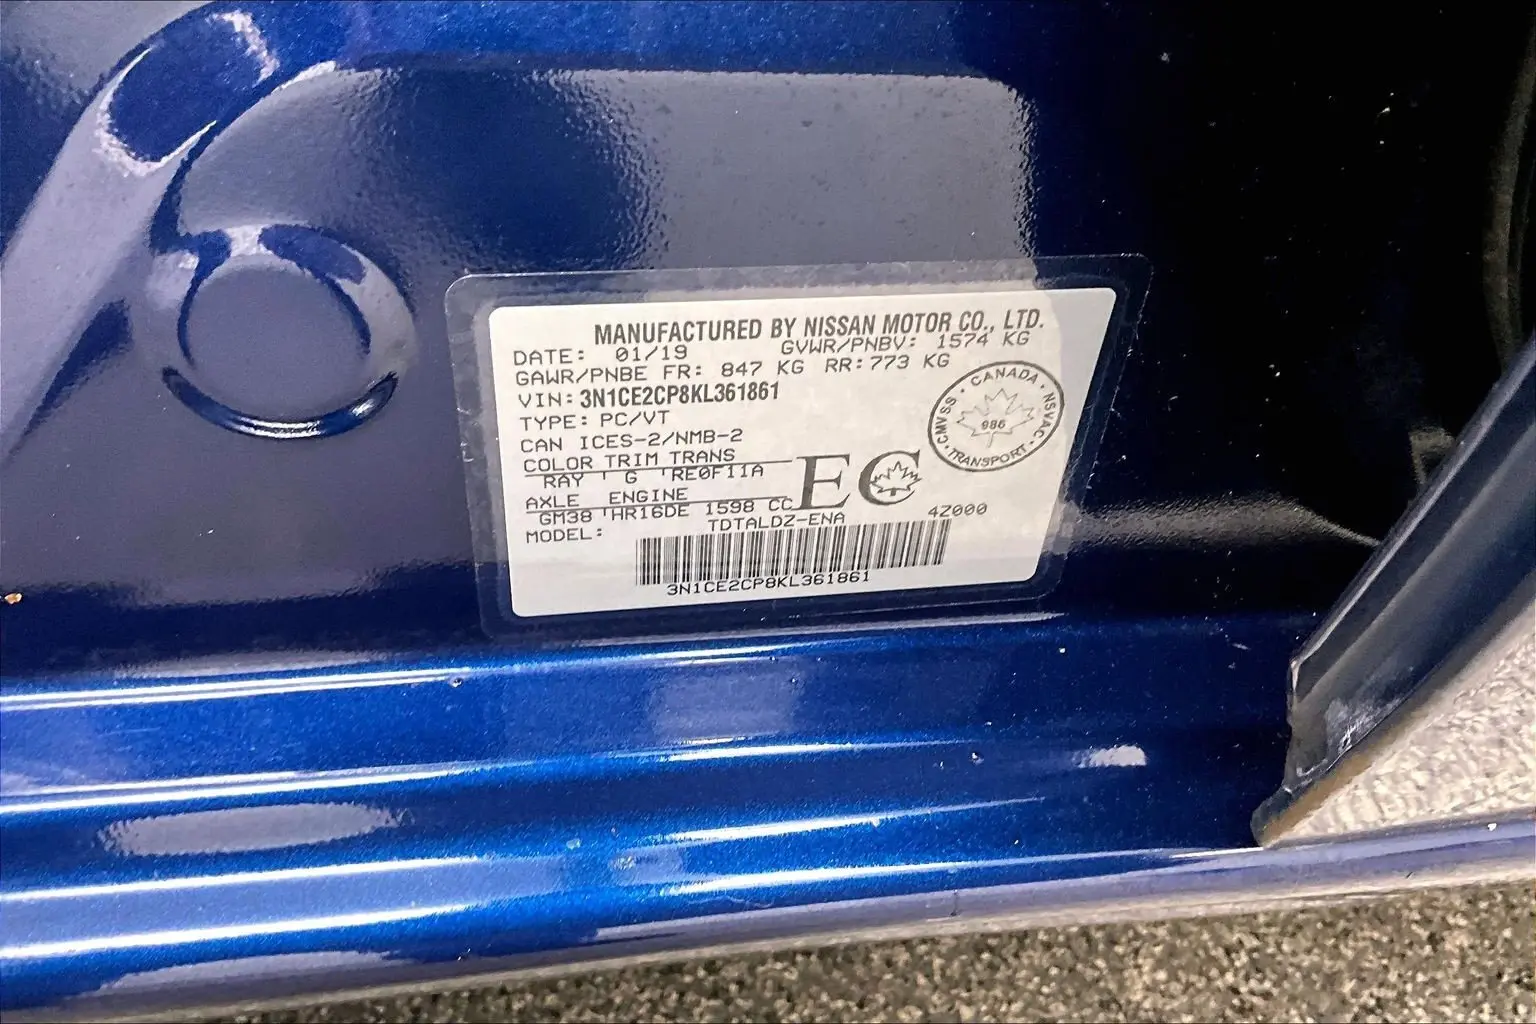 MANUFACTURED BY NISSAN MOTOR CO., LTD.
DATE: 01/19 GVWR/PNBV: 1574 KG
GAWR/PNBE FR: 847 KG RR: 773 KG
VIN: 3N1CE2CP8KL361861
TYPE: PC/VT
CAN ICES-2/NMB-2
COLOR TRIM TRANS
RAY G RE0F11A
AXLE ENGINE
GM38 HR16DE 1598 CC
EC
MODEL: TDTALDZ-ENA 4Z000
3N1CE2CP8KL361861
CANADA · NSVAC · TRANSPORT · CMVSS ·
986